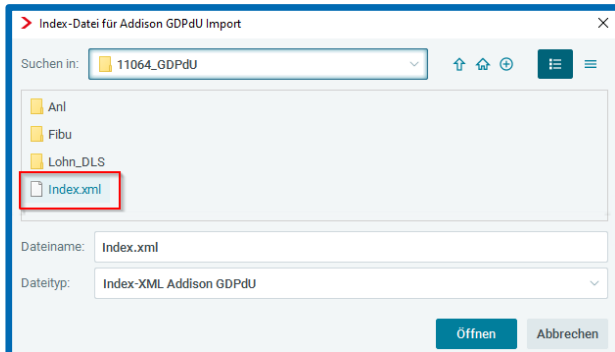 Index-Datei für Addison GDPdU Import
Suchen in: 11064_GDPdU
Anl
Fibu
Lohn_DLS
Index.xml
Dateiname: Index.xml
Dateityp: Index-XML Addison GDPdU
Öffnen Abbrechen